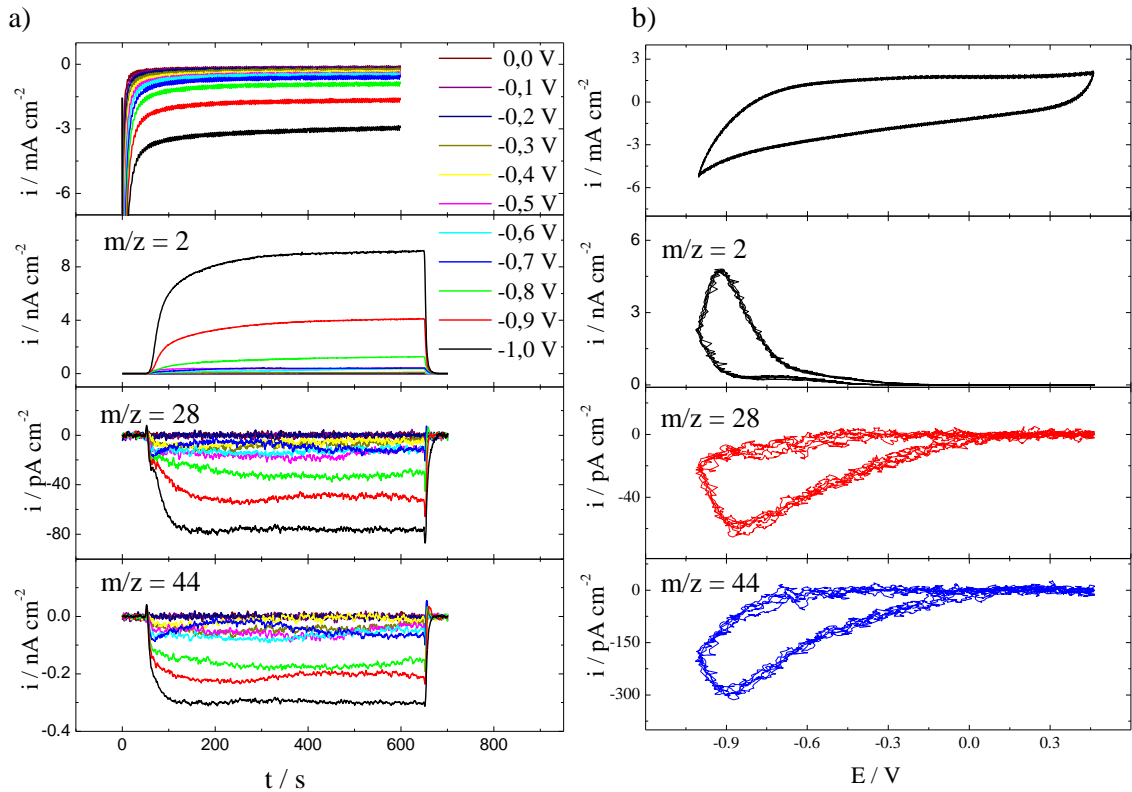 a)
i / mA cm⁻²
0
-3
-6
0,0 V
-0,1 V
-0,2 V
-0,3 V
-0,4 V
-0,5 V
-0,6 V
-0,7 V
-0,8 V
-0,9 V
-1,0 V
m/z = 2
i / nA cm⁻²
8
4
0
m/z = 28
i / pA cm⁻²
0
-40
-80
m/z = 44
i / nA cm⁻²
0.0
-0.2
-0.4
0 200 400 600 800
t / s
b)
i / mA cm⁻²
3
0
-3
-6
m/z = 2
i / nA cm⁻²
6
3
0
m/z = 28
i / pA cm⁻²
0
-40
m/z = 44
i / pA cm⁻²
0
-150
-300
-0.9 -0.6 -0.3 0.0 0.3
E / V